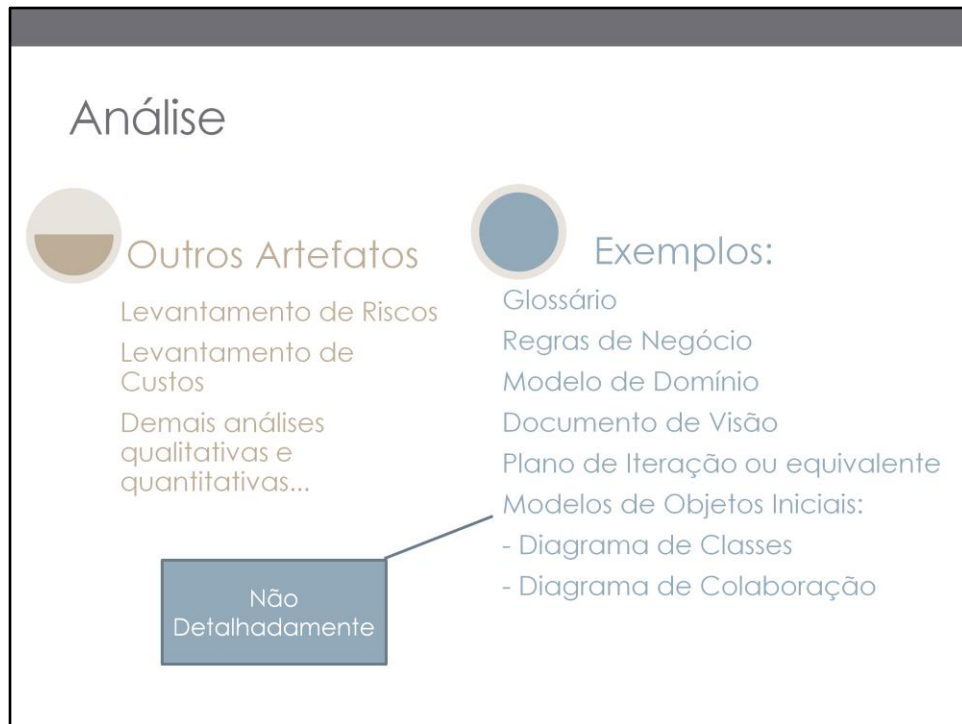 Análise
Outros Artefatos
Levantamento de Riscos
Levantamento de
Custos
Demais análises
qualitativas e
quantitativas...
Exemplos:
Glossário
Regras de Negócio
Modelo de Domínio
Documento de Visão
Plano de Iteração ou equivalente
Modelos de Objetos Iniciais:
- Diagrama de Classes
- Diagrama de Colaboração
Não
Detalhadamente